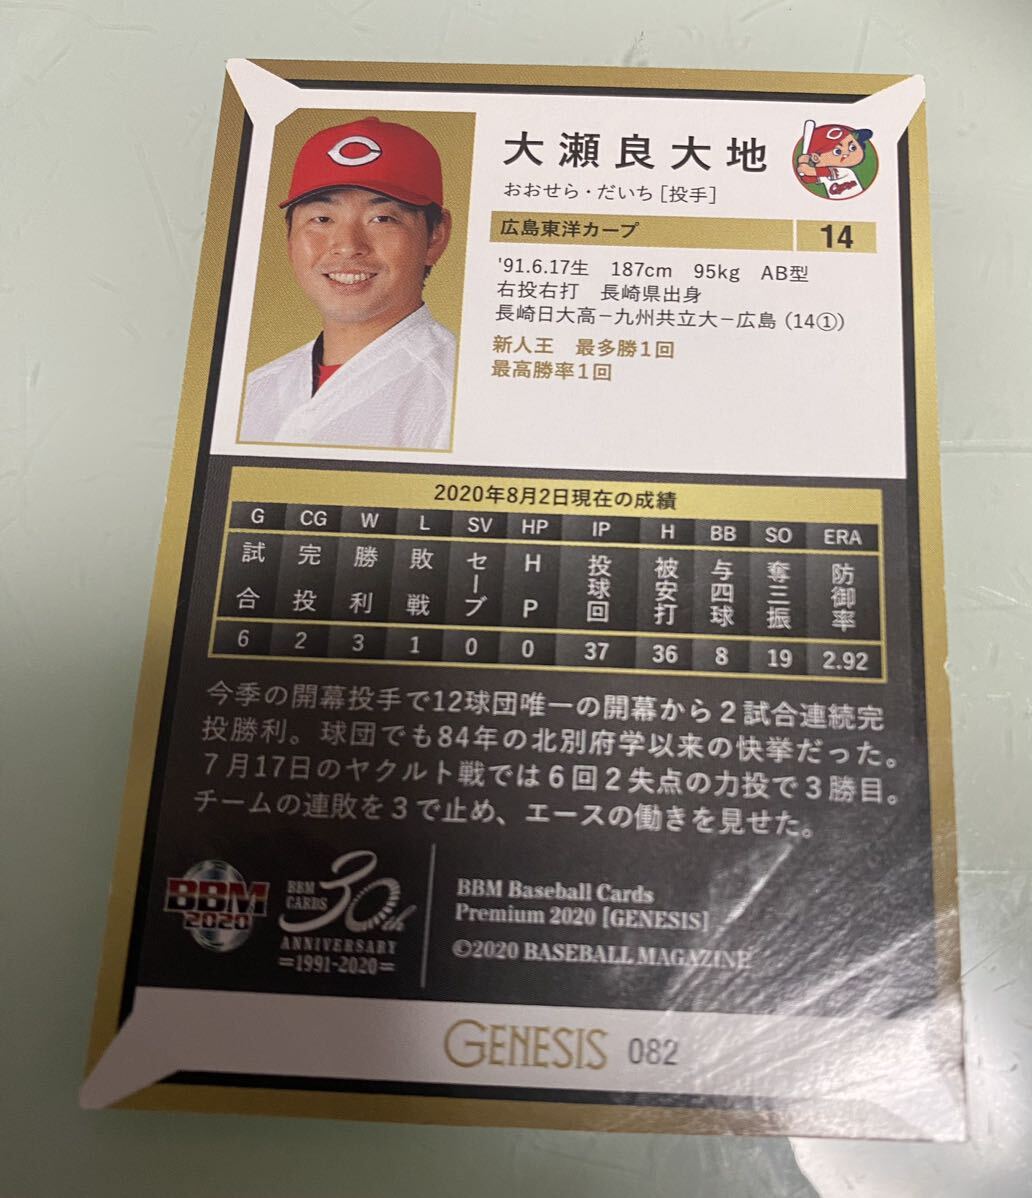 大瀬良大地
おおせら・だいち［投手］
広島東洋カープ 14
'91.6.17生 187cm 95kg AB型
右投右打 長崎県出身
長崎日大高−九州共立大−広島（14①）
新人王 最多勝1回
最高勝率1回
2020年8月2日現在の成績
G CG W L SV HP IP H BB SO ERA
試合 完投 勝利 敗戦 セーブ HP 投球回 被安打 与四球 奪三振 防御率
6 2 3 1 0 0 37 36 8 19 2.92
今季の開幕投手で12球団唯一の開幕から２試合連続完
投勝利。球団でも84年の北別府学以来の快挙だった。
７月17日のヤクルト戦では６回２失点の力投で３勝目。
チームの連敗を３で止め、エースの働きを見せた。
BBM
2020
BBM
CARDS
30th
ANNIVERSARY
=1991-2020=
BBM Baseball Cards
Premium 2020 [GENESIS]
©2020 BASEBALL MAGAZINE
GENESIS 082